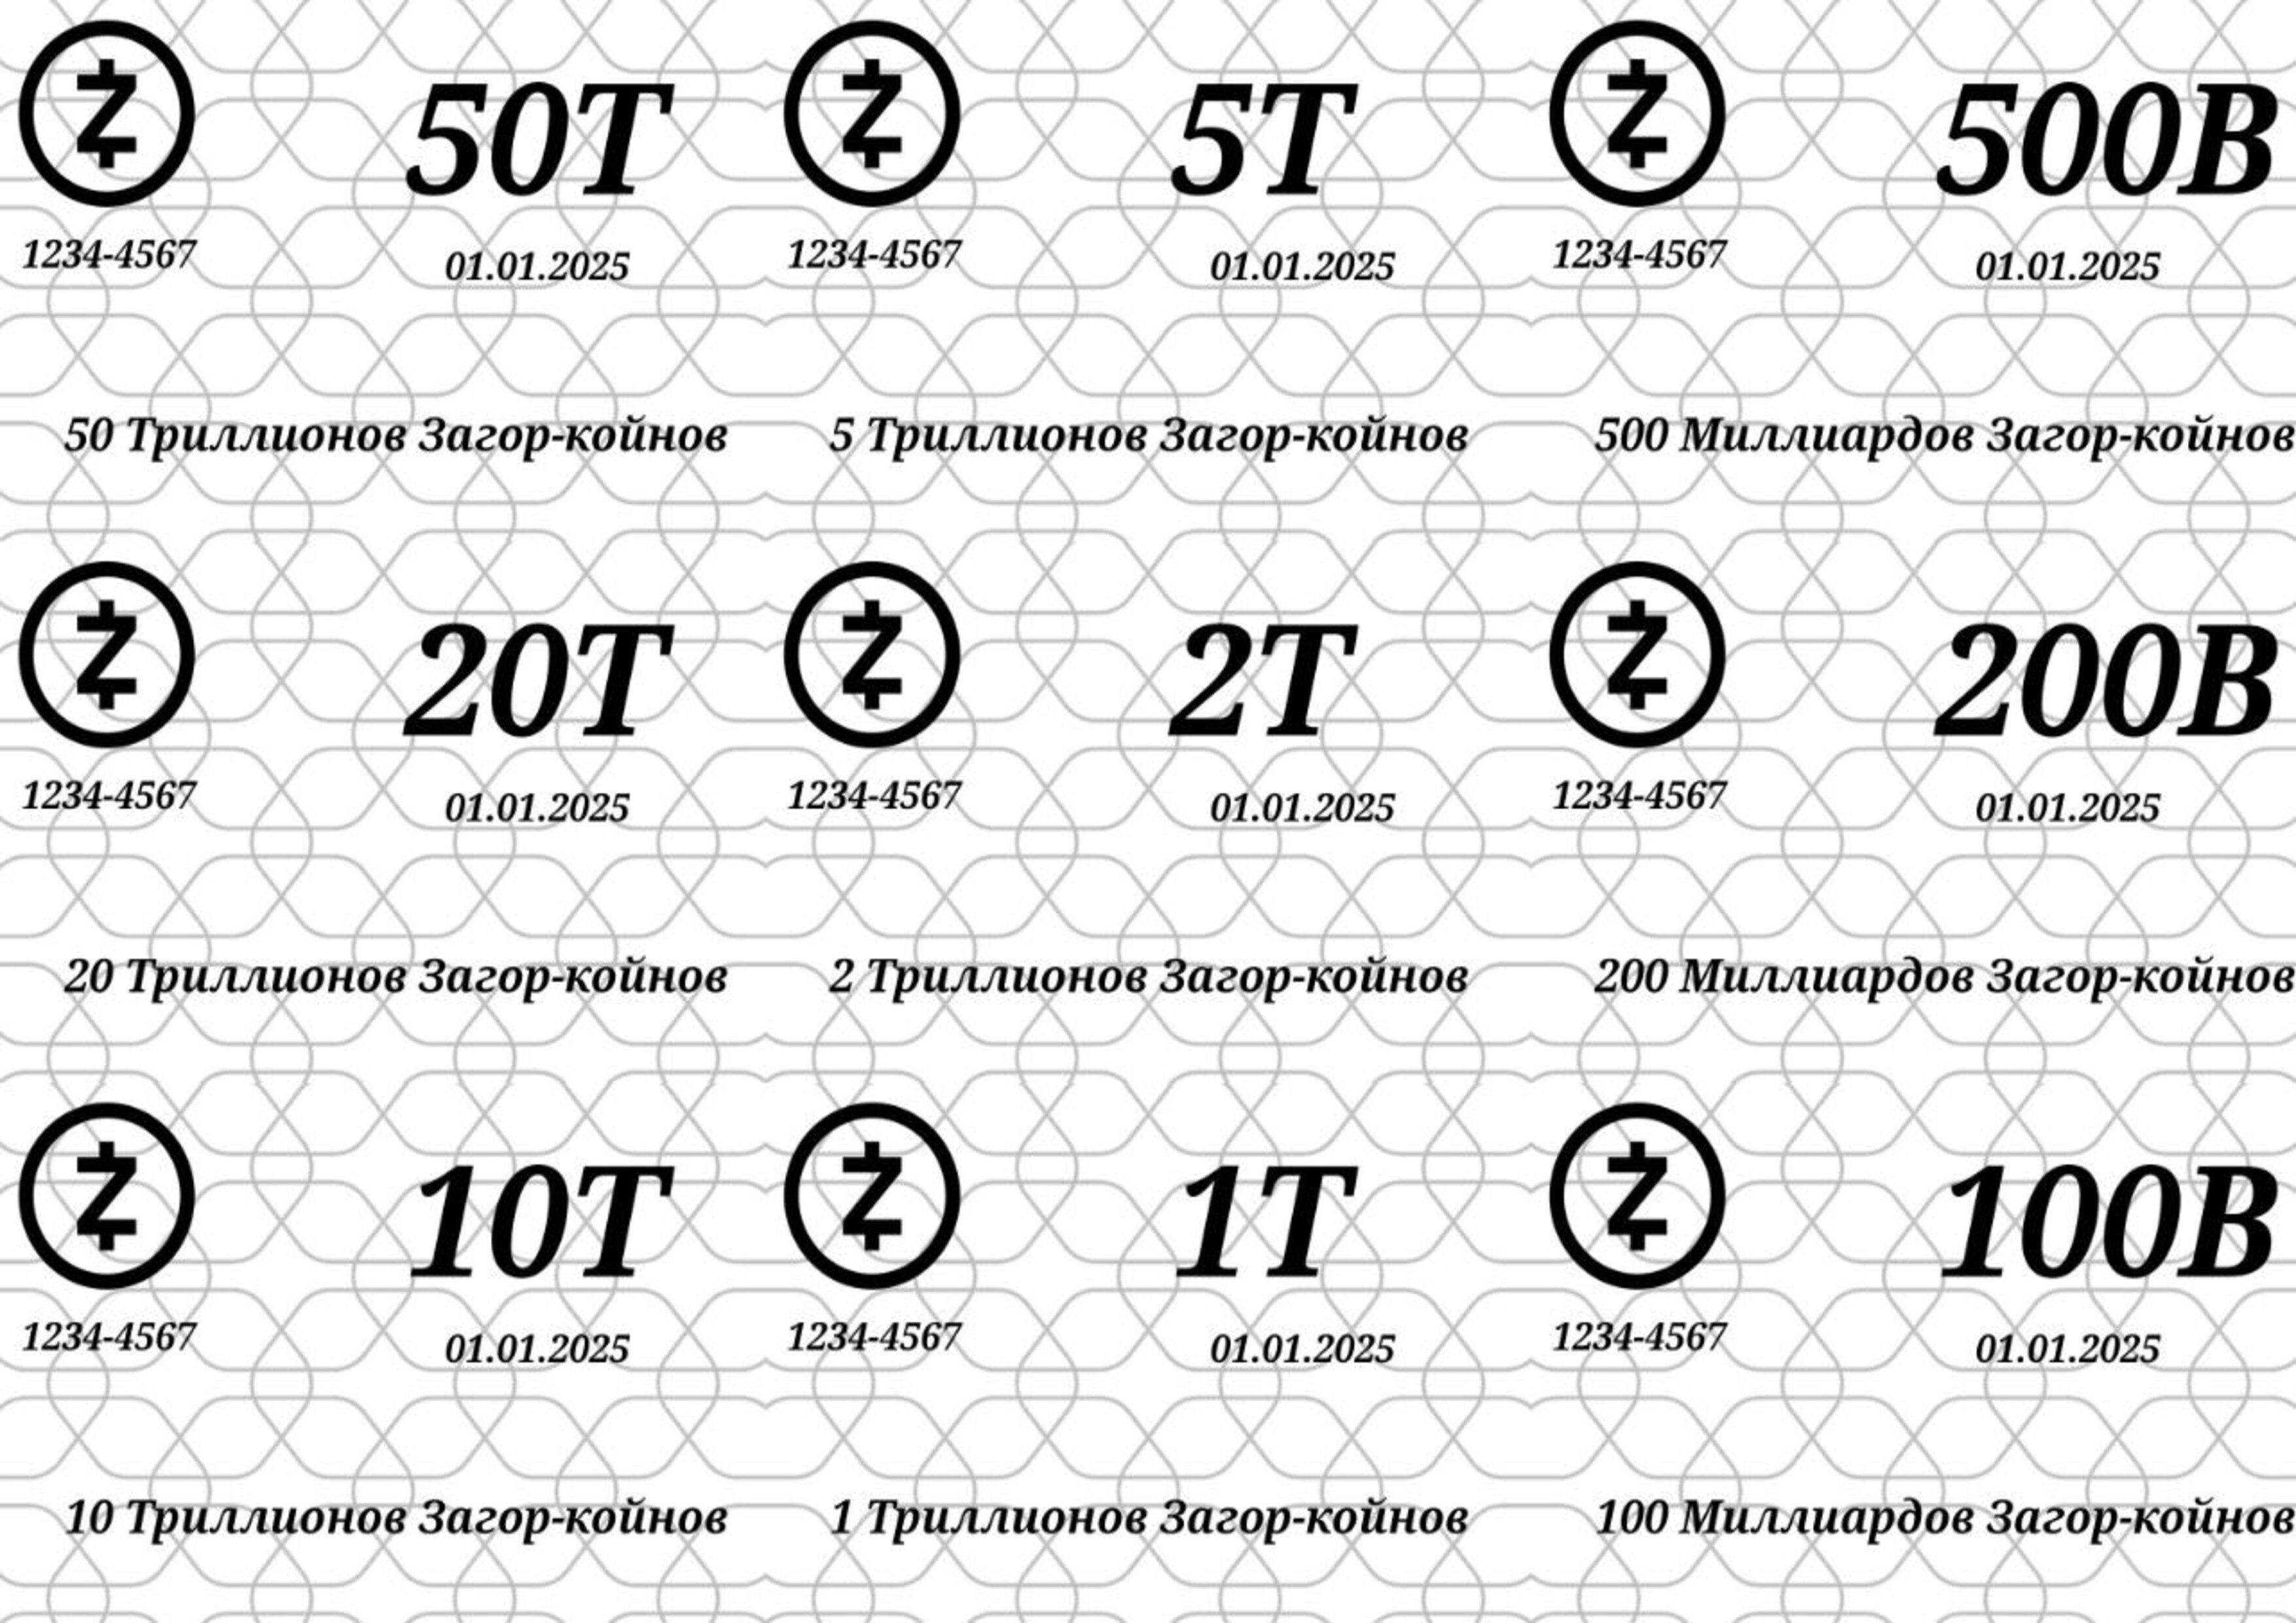 50T
1234-4567
01.01.2025
50 Триллионов Загор-койнов
5T
1234-4567
01.01.2025
5 Триллионов Загор-койнов
500B
1234-4567
01.01.2025
500 Миллиардов Загор-койнов
20T
1234-4567
01.01.2025
20 Триллионов Загор-койнов
2T
1234-4567
01.01.2025
2 Триллионов Загор-койнов
200B
1234-4567
01.01.2025
200 Миллиардов Загор-койнов
10T
1234-4567
01.01.2025
10 Триллионов Загор-койнов
1T
1234-4567
01.01.2025
1 Триллионов Загор-койнов
100B
1234-4567
01.01.2025
100 Миллиардов Загор-койнов